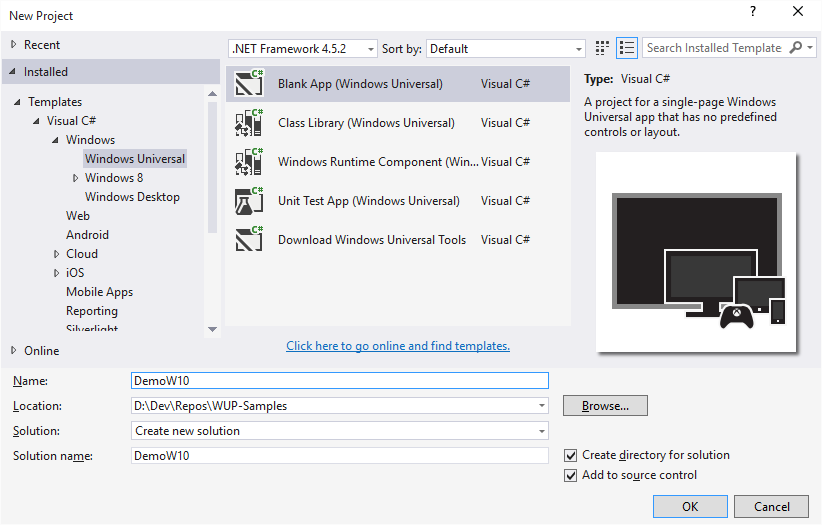 New Project
?
Recent
.NET Framework 4.5.2
Sort by:
Default
Search Installed Template
Installed
Templates
Visual C#
Windows
Windows Universal
Windows 8
Windows Desktop
Web
Android
Cloud
iOS
Mobile Apps
Reporting
Silverlight
Online
C# Blank App (Windows Universal) Visual C#
C# Class Library (Windows Universal) Visual C#
C# Windows Runtime Component (Win... Visual C#
C# Unit Test App (Windows Universal) Visual C#
C# Download Windows Universal Tools Visual C#
Click here to go online and find templates.
Type: Visual C#
A project for a single-page Windows
Universal app that has no predefined
controls or layout.
Name: DemoW10
Location: D:\Dev\Repos\WUP-Samples
Browse...
Solution: Create new solution
Solution name: DemoW10
Create directory for solution
Add to source control
OK
Cancel